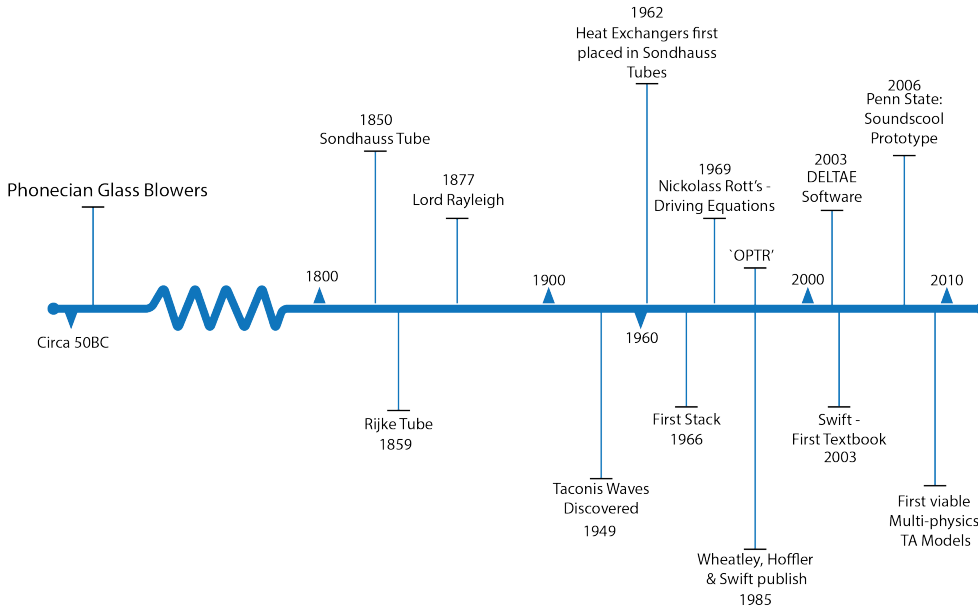 Phonecian Glass Blowers
Circa 50BC
1800
1850
Sondhauss Tube
Rijke Tube
1859
1877
Lord Rayleigh
1900
Taconis Waves
Discovered
1949
1960
1962
Heat Exchangers first
placed in Sondhauss
Tubes
First Stack
1966
1969
Nickolass Rott's -
Driving Equations
`OPTR’
Wheatley, Hoffler
& Swift publish
1985
2000
2003
DELTAE
Software
Swift -
First Textbook
2003
2006
Penn State:
Soundscool
Prototype
First viable
Multi-physics
TA Models
2010